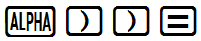 ALPHA ) ) =